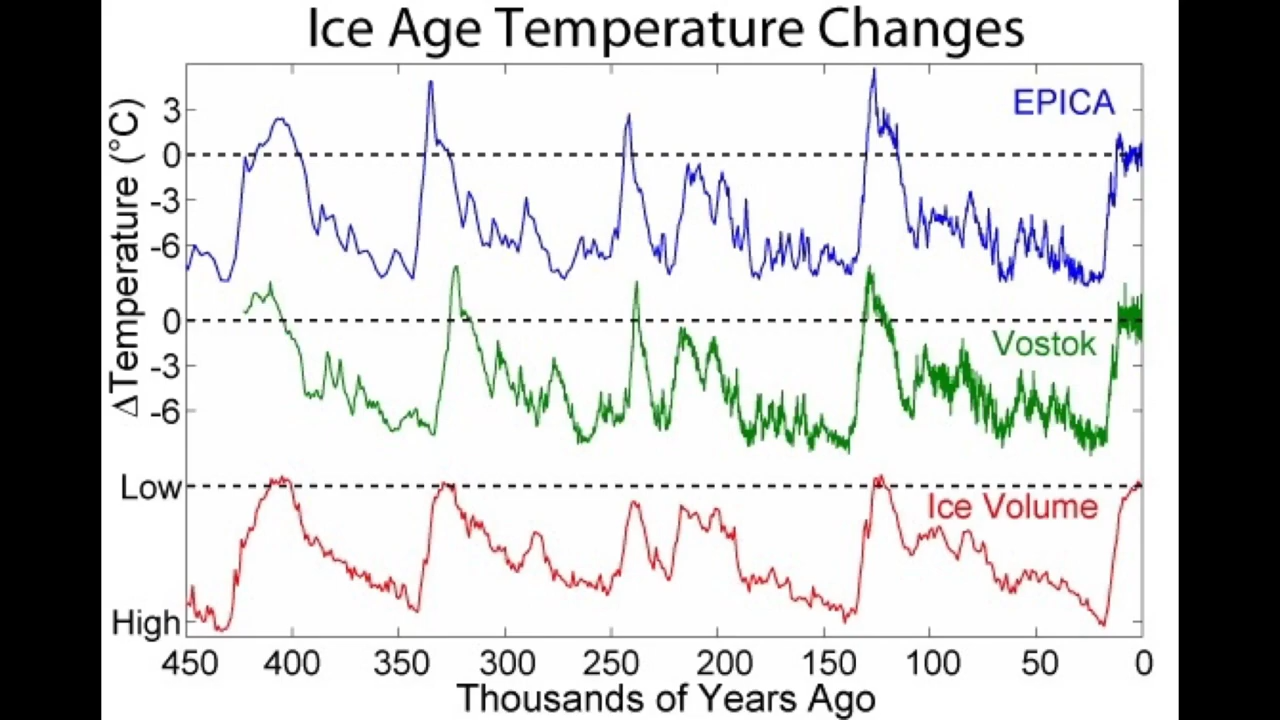 Ice Age Temperature Changes
EPICA
3
0
-3
-6
ΔTemperature (°C)
0
-3
-6
Vostok
Low
Ice Volume
High
450 400 350 300 250 200 150 100 50 0
Thousands of Years Ago